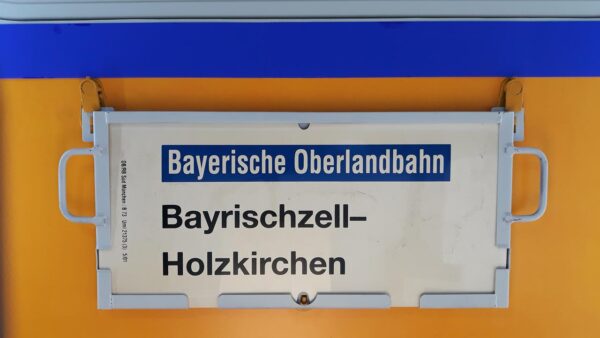 Bayerische Oberlandbahn
Bayrischzell–
Holzkirchen